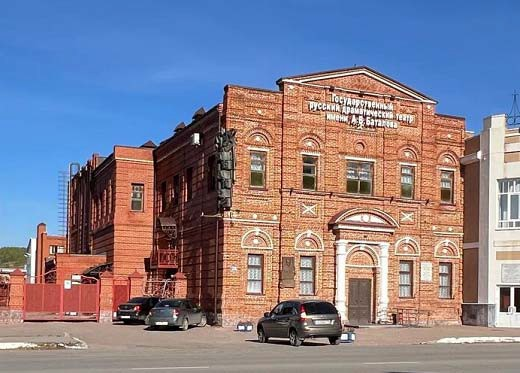 Государственный
русский драматический театр
имени А.В.Баталова